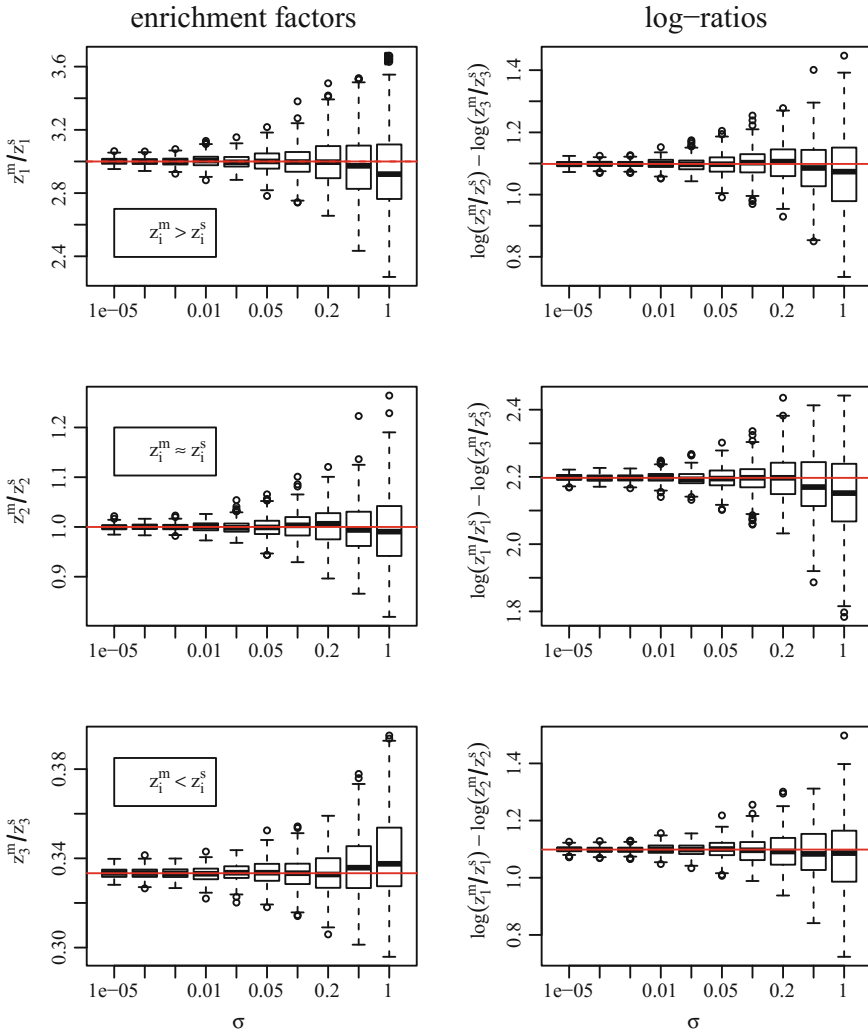 enrichment factors
log−ratios
z₁ᵐ/z₁ˢ
2.4 2.8 3.2 3.6
zᵢᵐ > zᵢˢ
1e−05 0.01 0.05 0.2 1
log(z₂ᵐ/z₂ˢ) − log(z₃ᵐ/z₃ˢ)
0.8 1.0 1.2 1.4
1e−05 0.01 0.05 0.2 1
z₂ᵐ/z₂ˢ
0.9 1.0 1.1 1.2
zᵢᵐ ≈ zᵢˢ
1e−05 0.01 0.05 0.2 1
log(z₁ᵐ/z₁ˢ) − log(z₃ᵐ/z₃ˢ)
1.8 2.0 2.2 2.4
1e−05 0.01 0.05 0.2 1
z₃ᵐ/z₃ˢ
0.30 0.34 0.38
zᵢᵐ < zᵢˢ
1e−05 0.01 0.05 0.2 1
σ
log(z₁ᵐ/z₁ˢ) − log(z₂ᵐ/z₂ˢ)
0.8 1.0 1.2 1.4
1e−05 0.01 0.05 0.2 1
σ